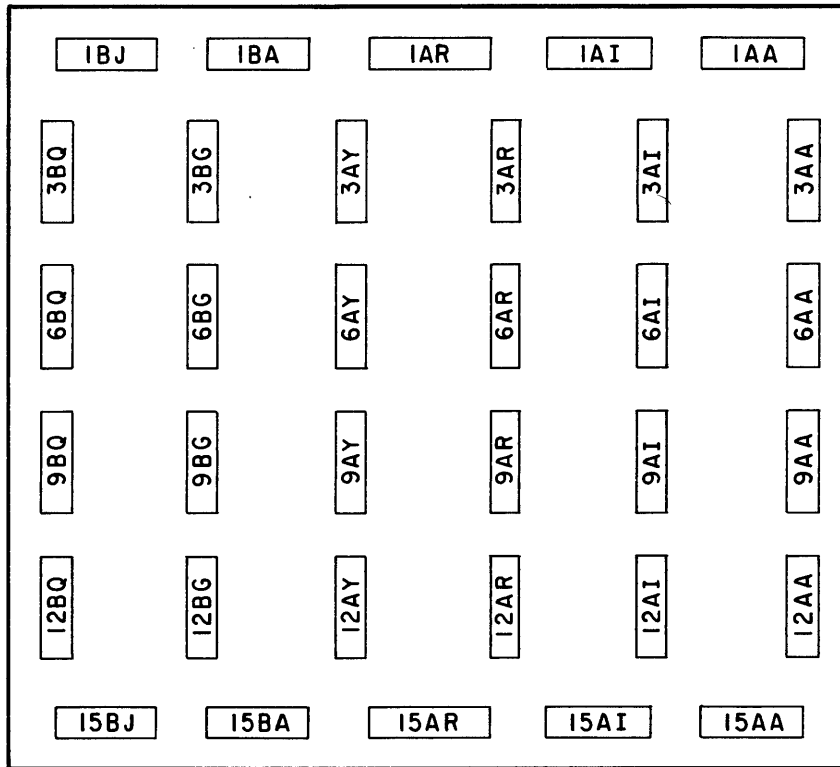 1BJ 1BA 1AR 1AI 1AA
3BQ 3BG 3AY 3AR 3AI 3AA
6BQ 6BG 6AY 6AR 6AI 6AA
9BQ 9BG 9AY 9AR 9AI 9AA
12BQ 12BG 12AY 12AR 12AI 12AA
15BJ 15BA 15AR 15AI 15AA